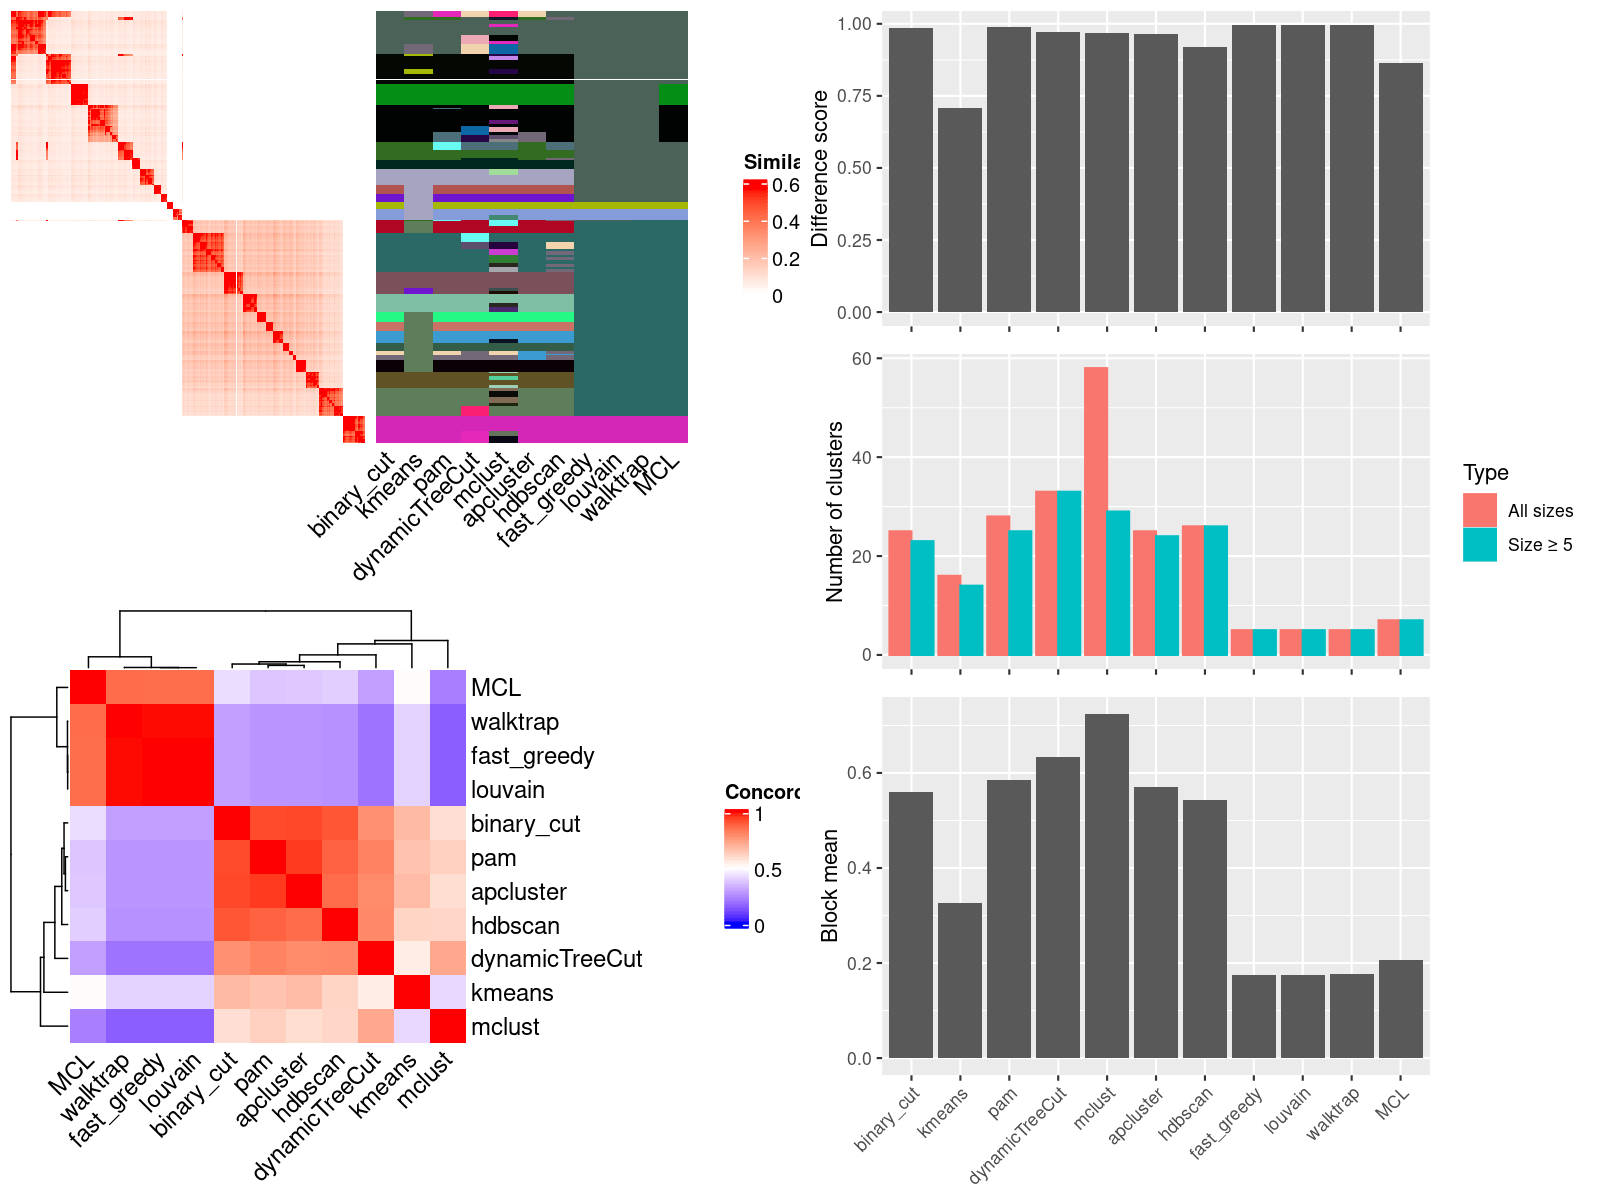 Simila
0.6
0.4
0.2
0
binary_cut
kmeans
pam
dynamicTreeCut
mclust
apcluster
hdbscan
fast_greedy
louvain
walktrap
MCL
MCL
walktrap
fast_greedy
louvain
binary_cut
pam
apcluster
hdbscan
dynamicTreeCut
kmeans
mclust
MCL
walktrap
fast_greedy
louvain
binary_cut
pam
apcluster
hdbscan
dynamicTreeCut
kmeans
mclust
Concord
1
0.5
0
Difference score
1.00
0.75
0.50
0.25
0.00
Number of clusters
60
40
20
0
Type
All sizes
Size ≥ 5
Block mean
0.6
0.4
0.2
0.0
binary_cut
kmeans
pam
dynamicTreeCut
mclust
apcluster
hdbscan
fast_greedy
louvain
walktrap
MCL